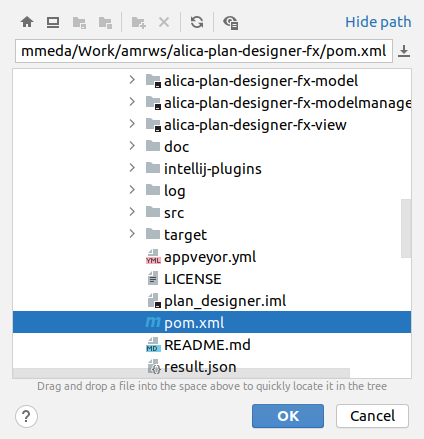 Hide path
mmeda/Work/amrws/alica-plan-designer-fx/pom.xml
alica-plan-designer-fx-model
alica-plan-designer-fx-modelmanage
alica-plan-designer-fx-view
doc
intellij-plugins
log
src
target
YML appveyor.yml
LICENSE
plan_designer.iml
m pom.xml
MD README.md
result.json
Drag and drop a file into the space above to quickly locate it in the tree
? OK Cancel